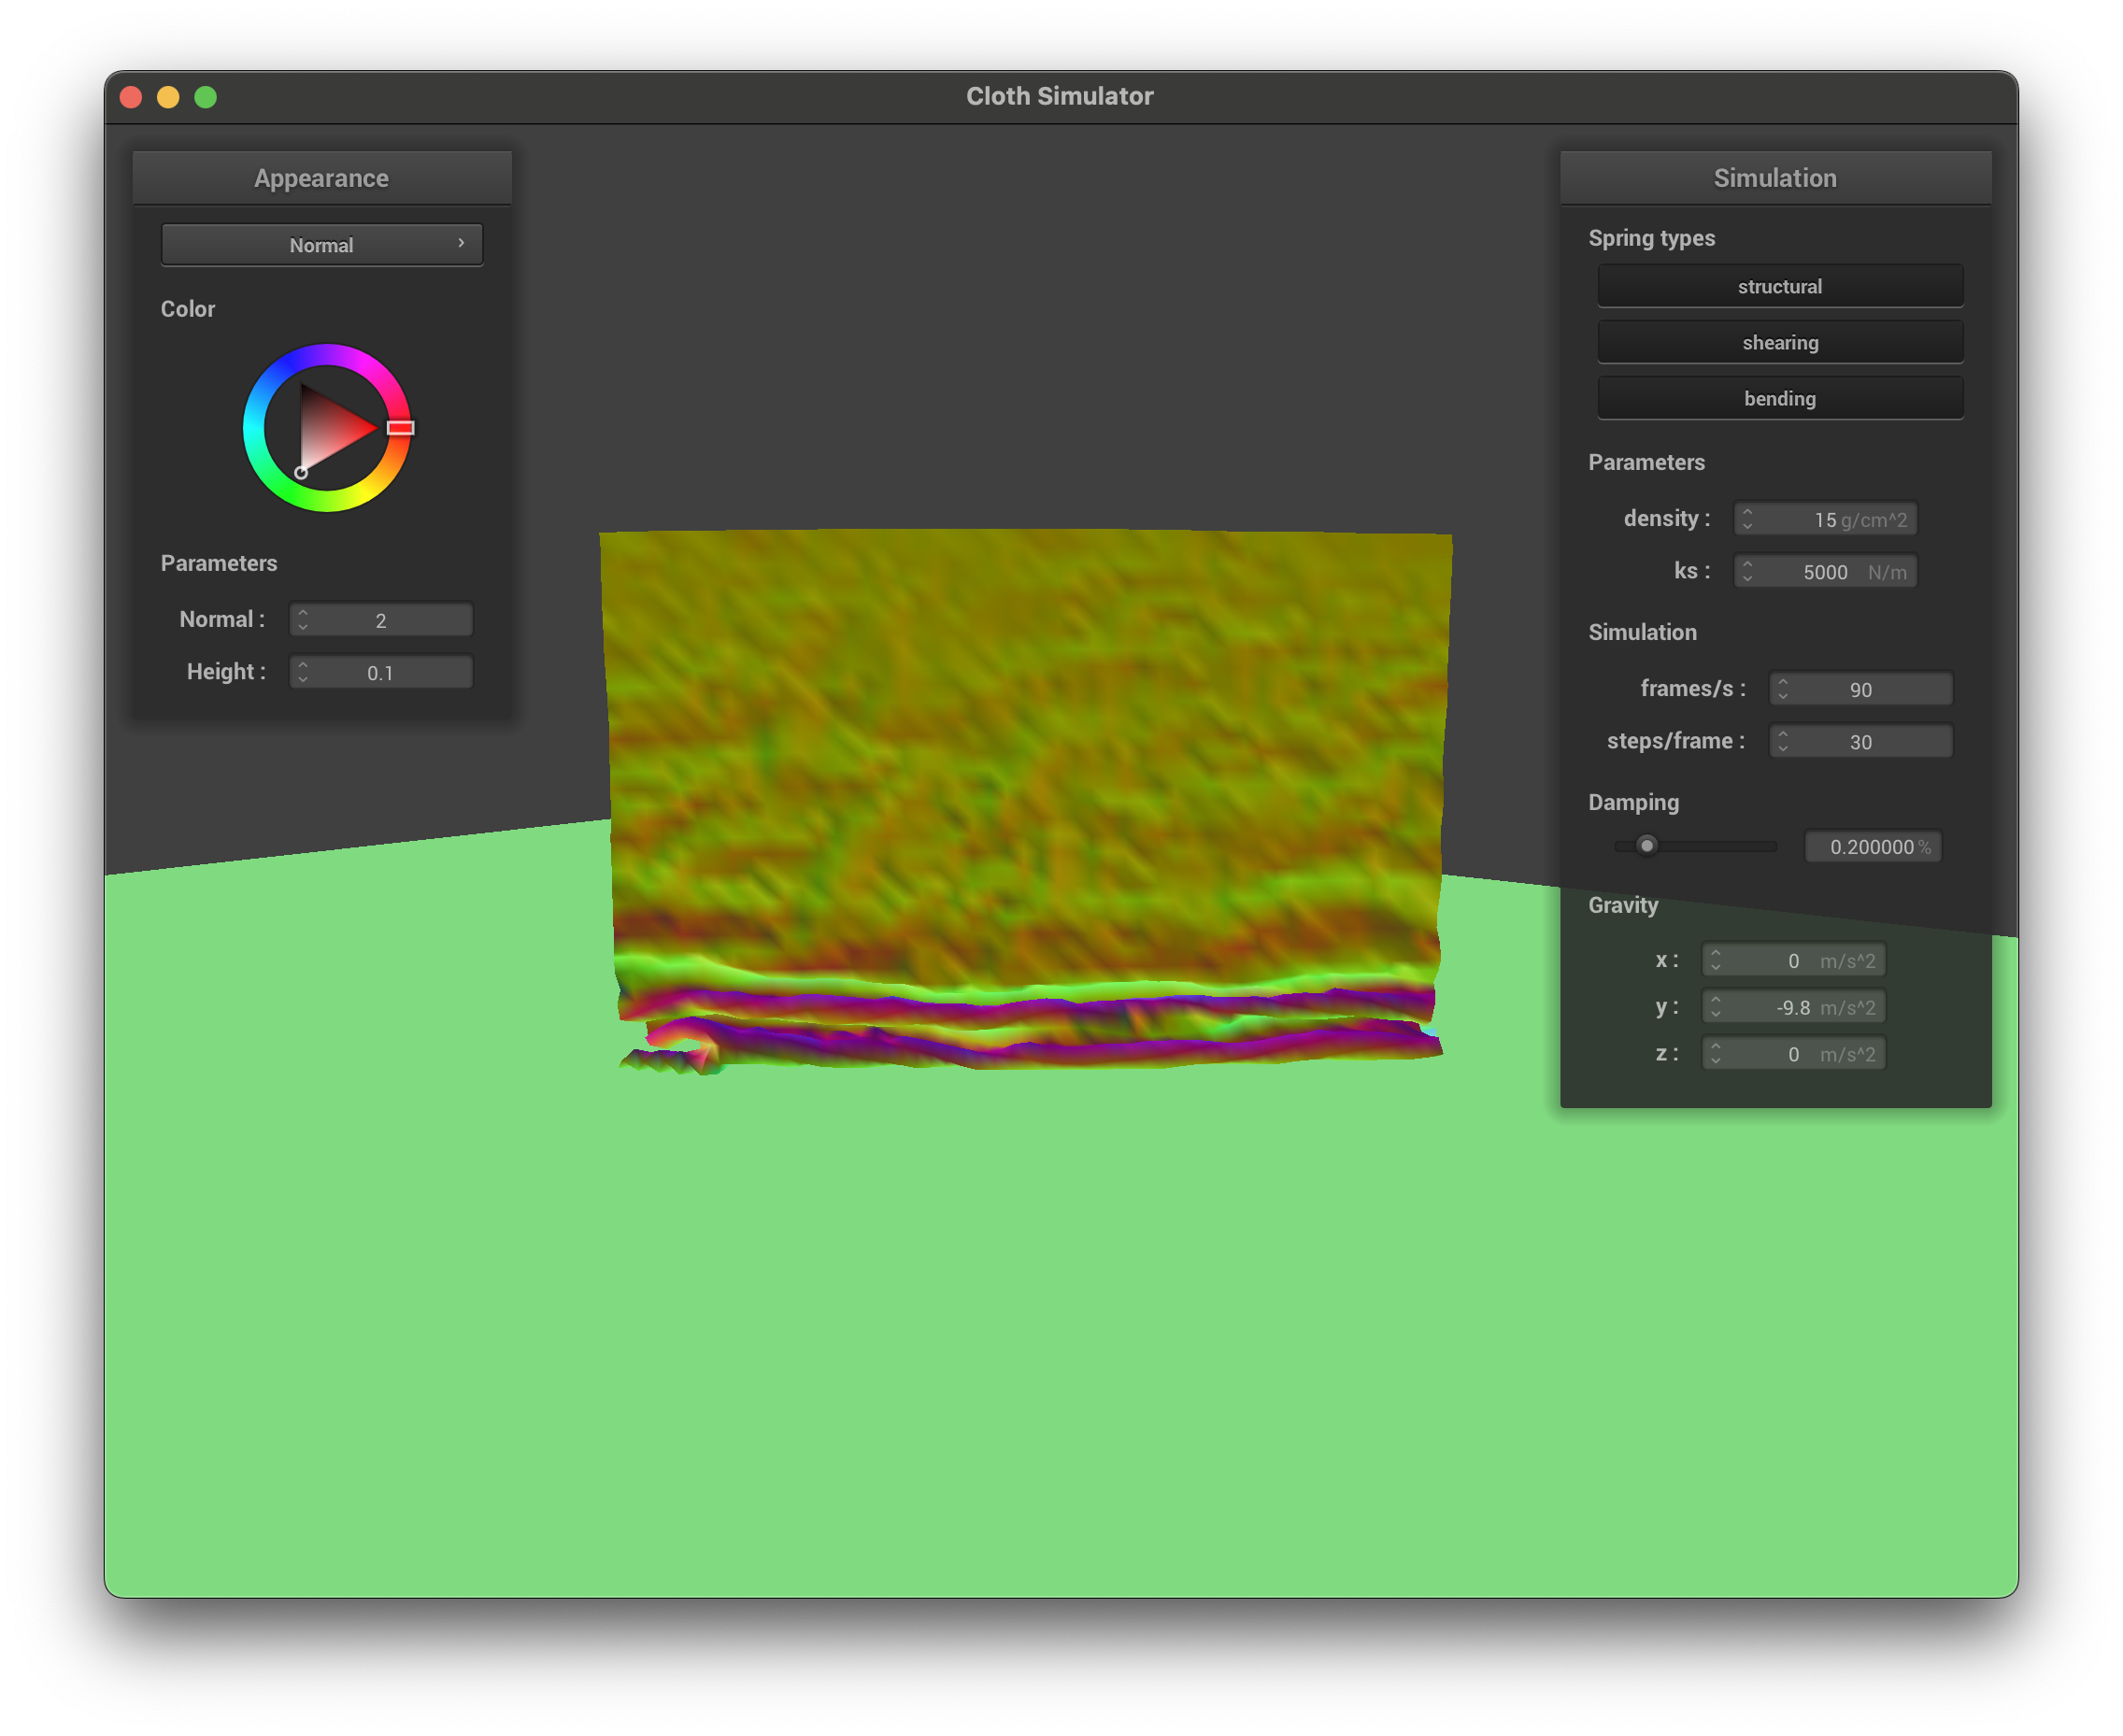 Cloth Simulator
Appearance
Normal
Color
Parameters
Normal : 2
Height : 0.1
Simulation
Spring types
structural
shearing
bending
Parameters
density : 15 g/cm^2
ks : 5000 N/m
Simulation
frames/s : 90
steps/frame : 30
Damping
0.200000 %
Gravity
x : 0 m/s^2
y : -9.8 m/s^2
z : 0 m/s^2